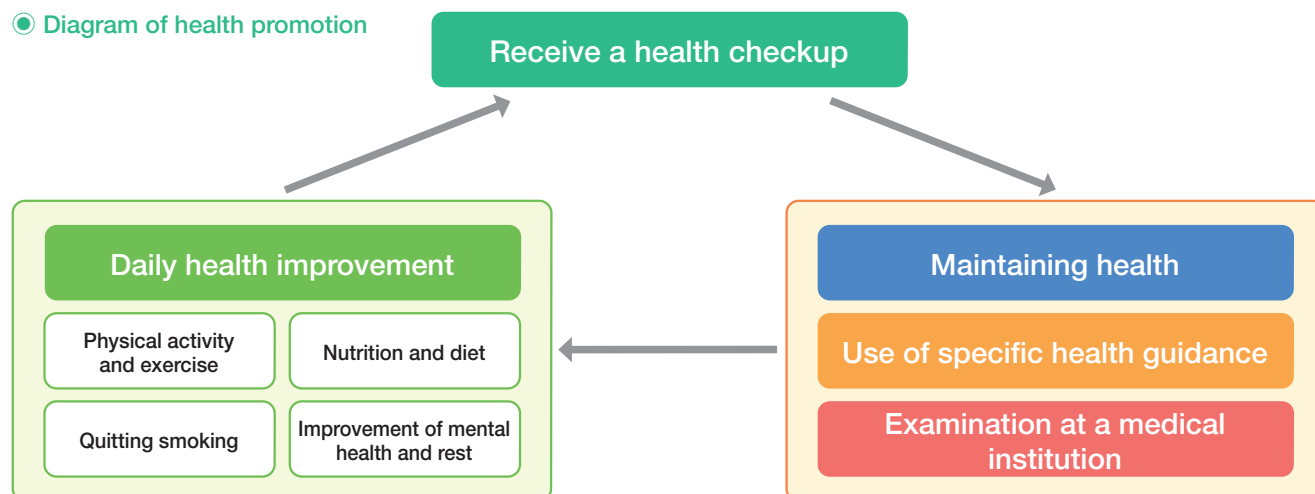 Diagram of health promotion
Receive a health checkup
Daily health improvement
Physical activity
and exercise
Nutrition and diet
Quitting smoking
Improvement of mental
health and rest
Maintaining health
Use of specific health guidance
Examination at a medical
institution